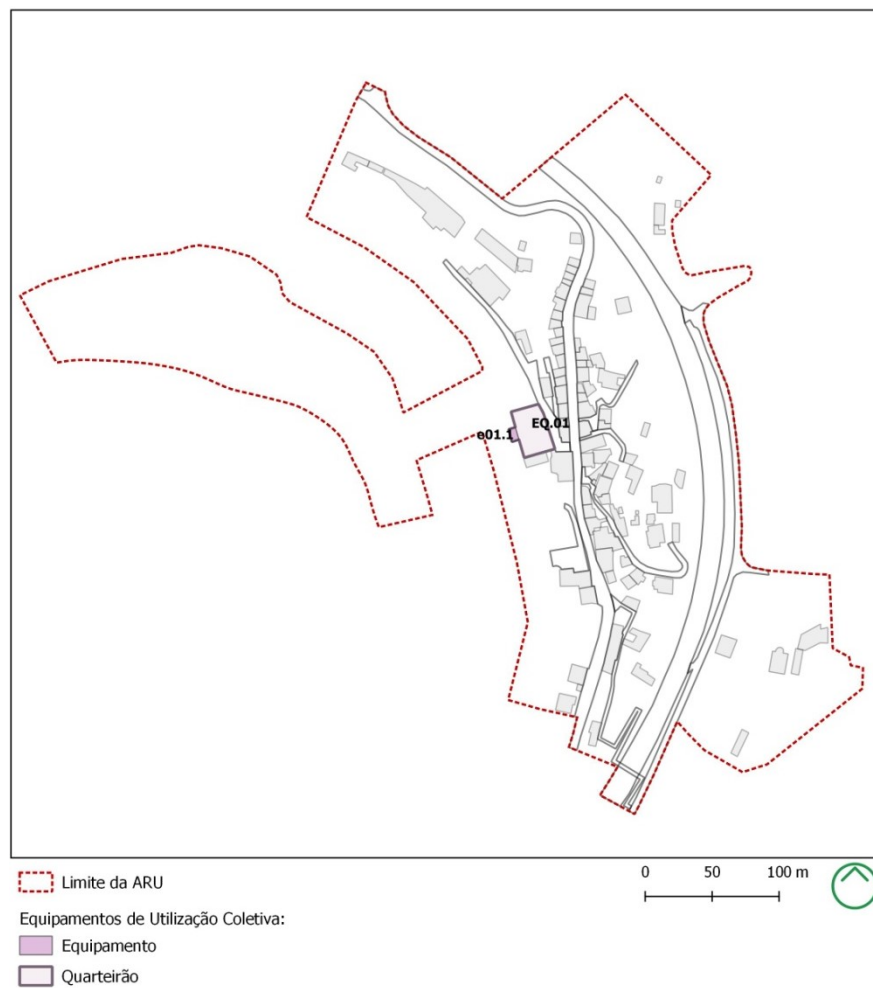 EQ.01
e01.1
Limite da ARU
0 50 100 m
Equipamentos de Utilização Coletiva:
Equipamento
Quarteirão